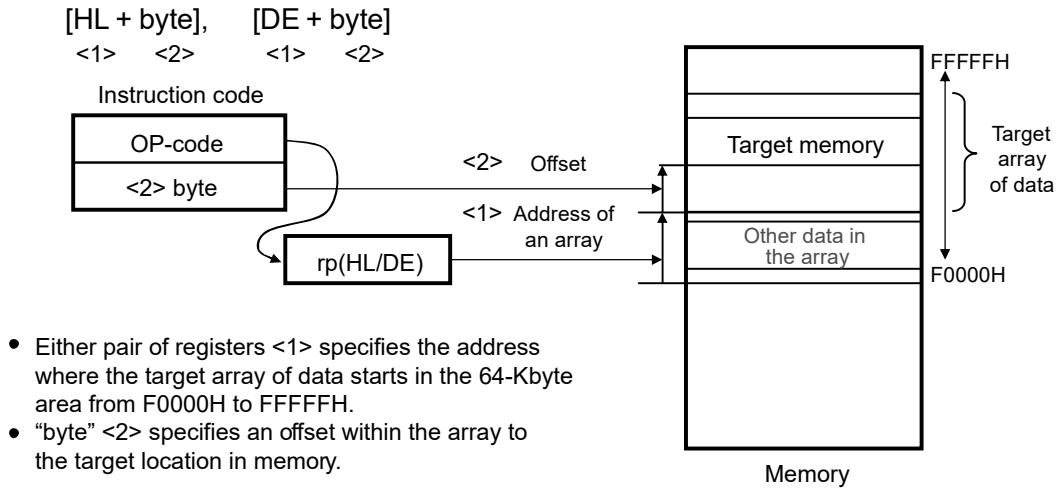 [HL + byte], [DE + byte]
<1> <2> <1> <2>
Instruction code
OP-code
<2> byte
<2> Offset
<1> Address of
an array
rp(HL/DE)
FFFFFH
Target memory
Target
array
of data
Other data in
the array
F0000H
• Either pair of registers <1> specifies the address
where the target array of data starts in the 64-Kbyte
area from F0000H to FFFFFH.
• “byte” <2> specifies an offset within the array to
the target location in memory.
Memory